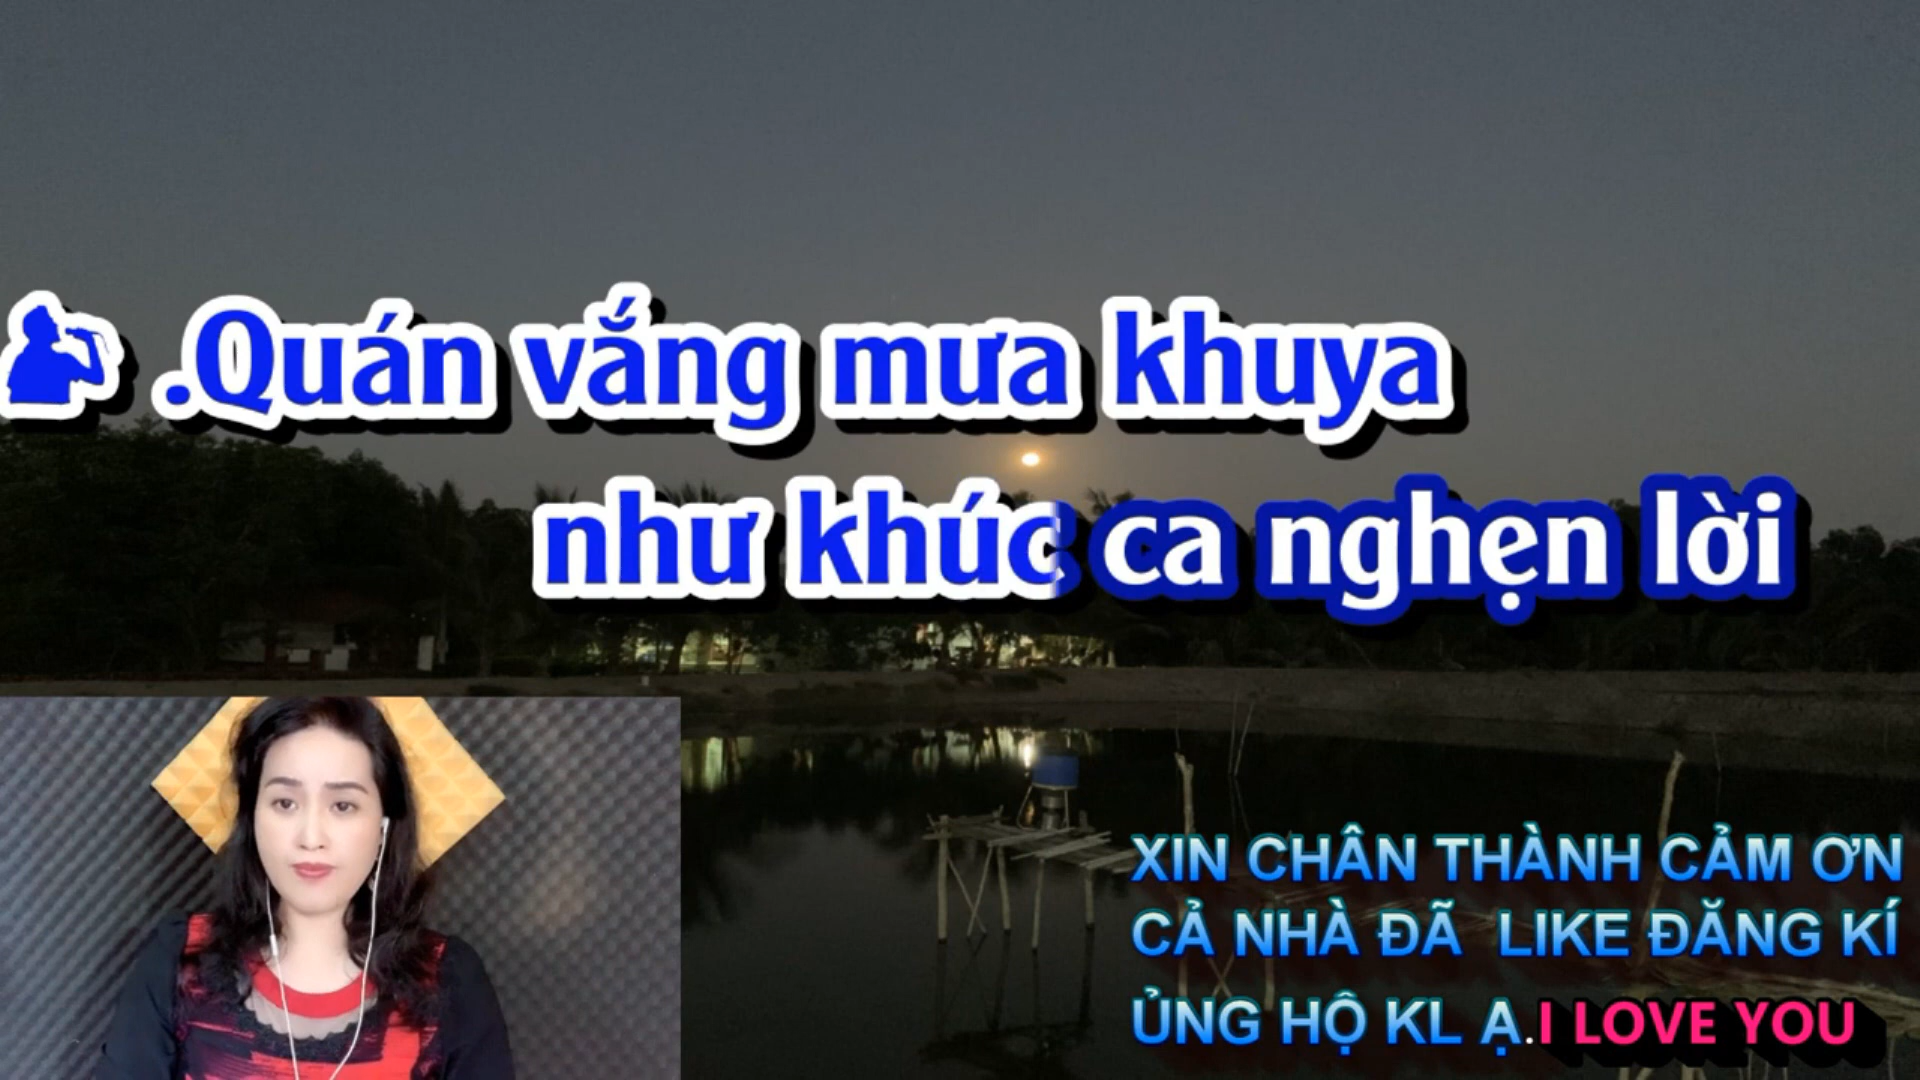 .Quán vắng mưa khuya
như khúc ca nghẹn lời
XIN CHÂN THÀNH CẢM ƠN
CẢ NHÀ ĐÃ LIKE ĐĂNG KÍ
ỦNG HỘ KL Ạ.I LOVE YOU